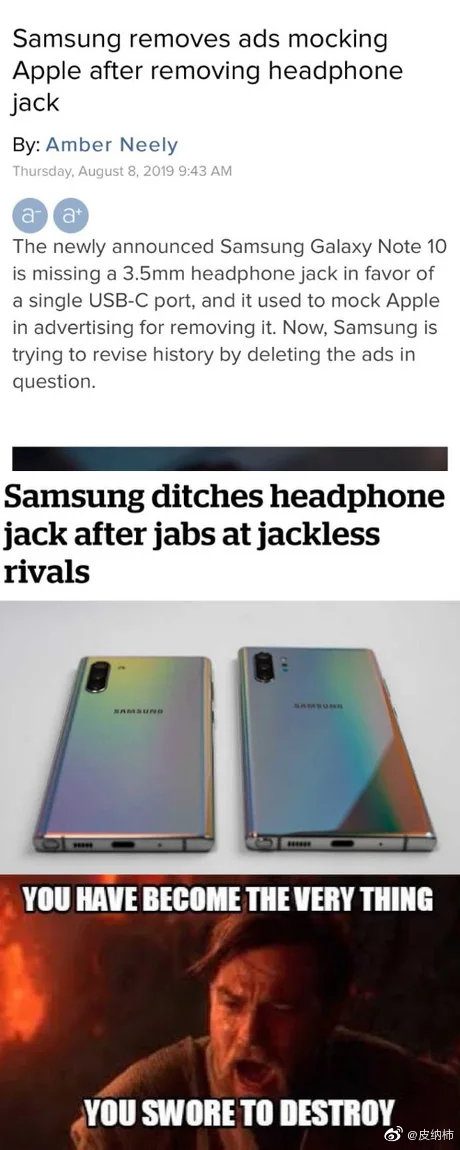 Samsung removes ads mocking
Apple after removing headphone
jack
By: Amber Neely
Thursday, August 8, 2019 9:43 AM
a- a+
The newly announced Samsung Galaxy Note 10
is missing a 3.5mm headphone jack in favor of
a single USB-C port, and it used to mock Apple
in advertising for removing it. Now, Samsung is
trying to revise history by deleting the ads in
question.
Samsung ditches headphone
jack after jabs at jackless
rivals
SAMSUNG
SAMSUNG
YOU HAVE BECOME THE VERY THING
YOU SWORE TO DESTROY
@皮纳柿